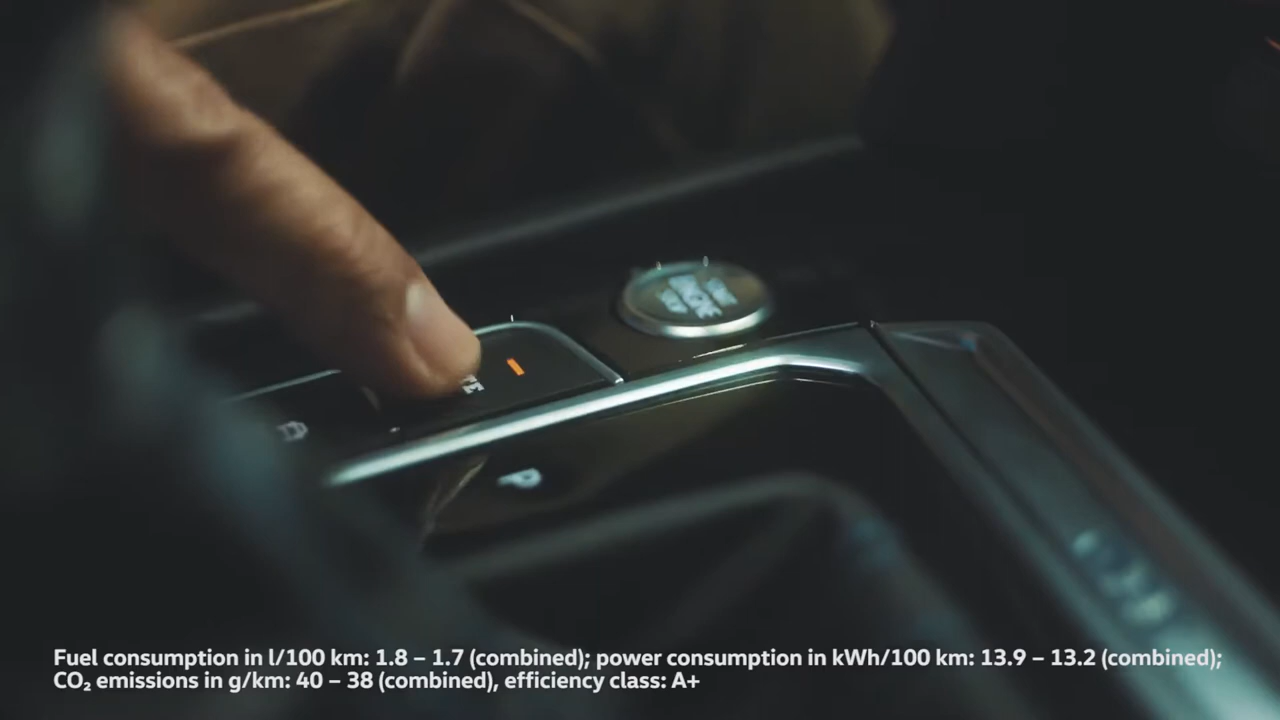 P
Fuel consumption in l/100 km: 1.8 – 1.7 (combined); power consumption in kWh/100 km: 13.9 – 13.2 (combined);
CO₂ emissions in g/km: 40 – 38 (combined), efficiency class: A+